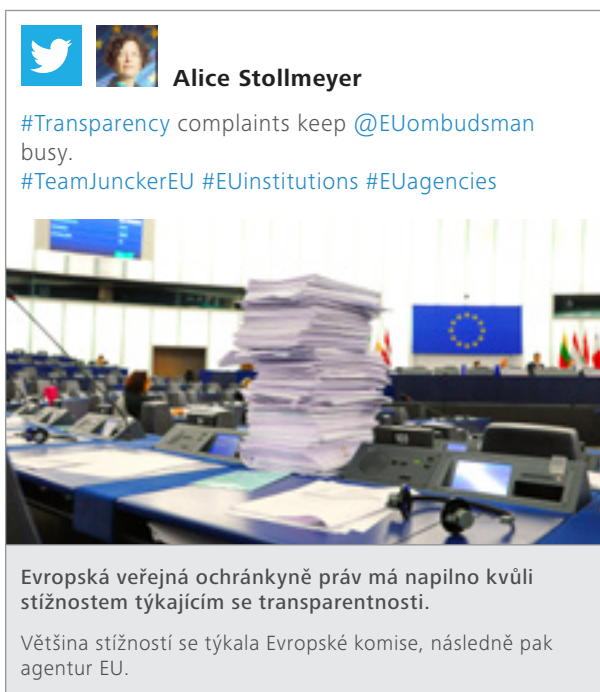 Alice Stollmeyer
#Transparency complaints keep @EUombudsman
busy.
#TeamJunckerEU #EUinstitutions #EUagencies
Evropská veřejná ochránkyně práv má napilno kvůli
stížnostem týkajícím se transparentnosti.
Většina stížností se týkala Evropské komise, následně pak
agentur EU.